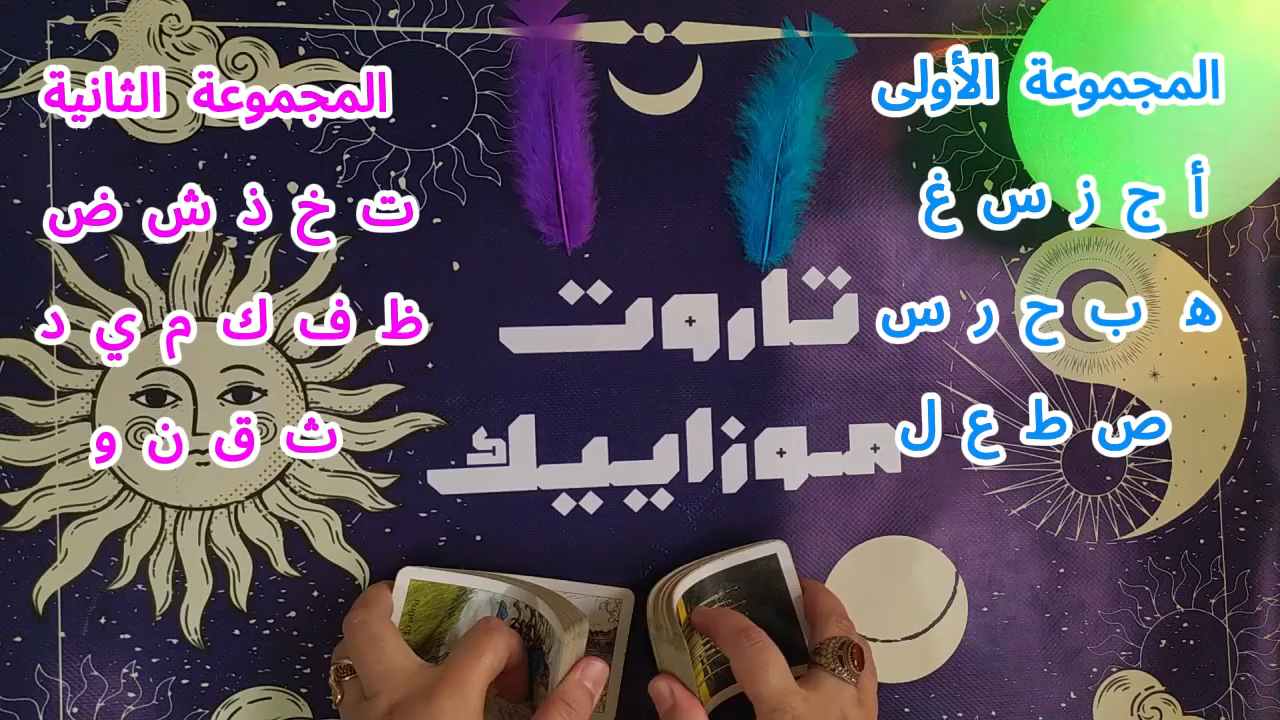 المجموعة الأولى
أ ج ز س غ
ه ب ح ر س
ص ط ع ل
المجموعة الثانية
ت خ ذ ش ض
ظ ف ك م ي د
ث ق ن و
تاروت
موزاييك